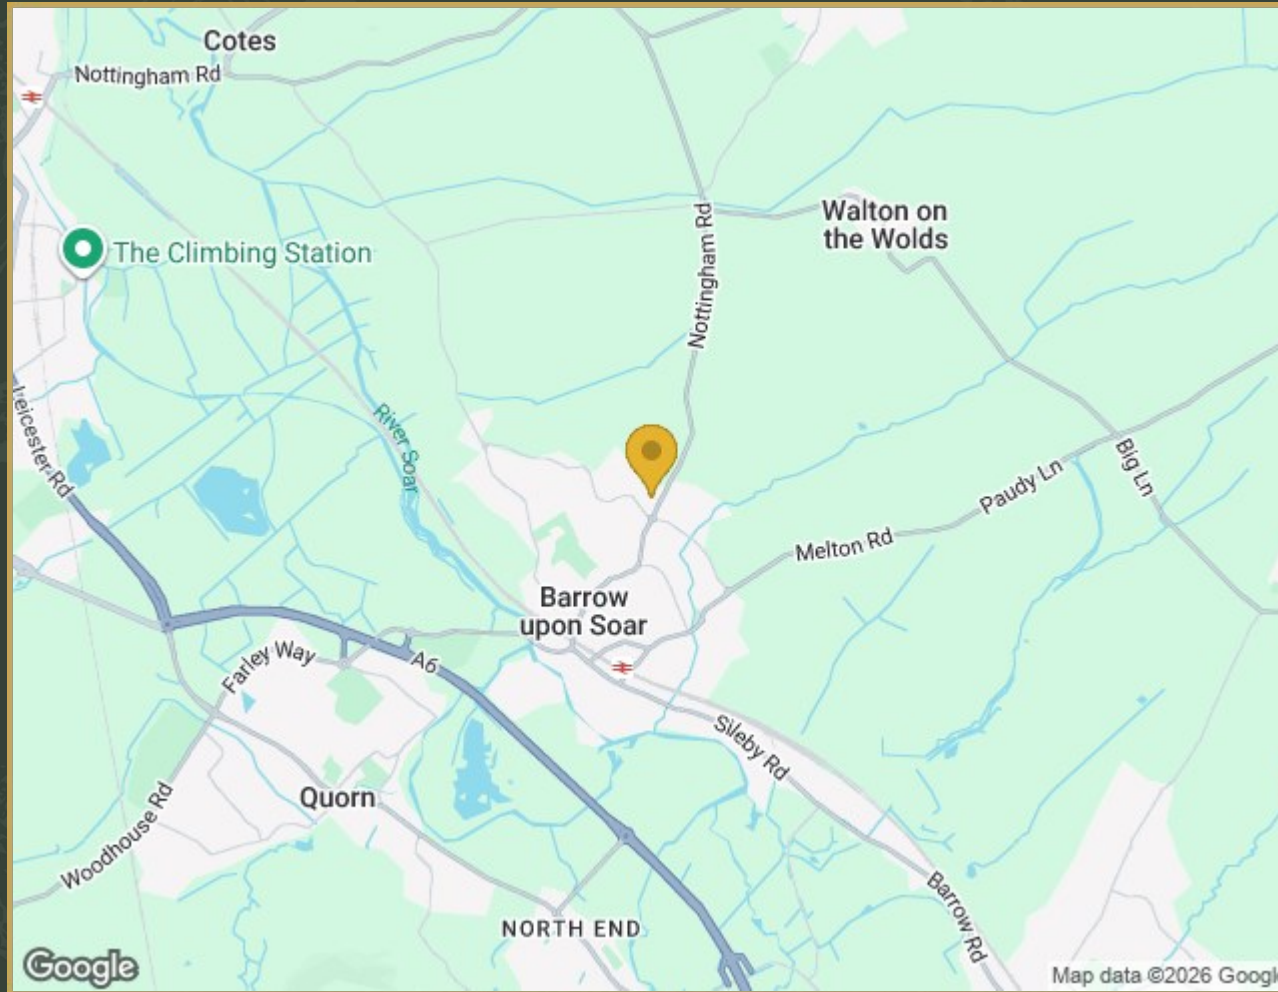 Cotes
Nottingham Rd
Walton on
the Wolds
The Climbing Station
Nottingham Rd
Leicester Rd
River Soar
Big Ln
Paudy Ln
Melton Rd
Barrow
upon Soar
Farley Way
A6
Sileby Rd
Quorn
Woodhouse Rd
Barrow Rd
NORTH END
Google
Map data ©2026 Google